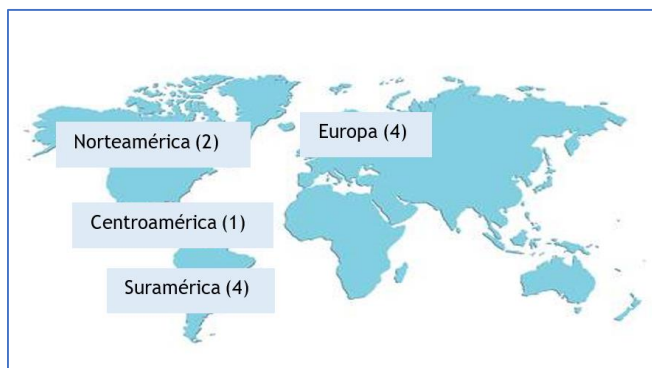 Norteamérica (2)
Europa (4)
Centroamérica (1)
Suramérica (4)